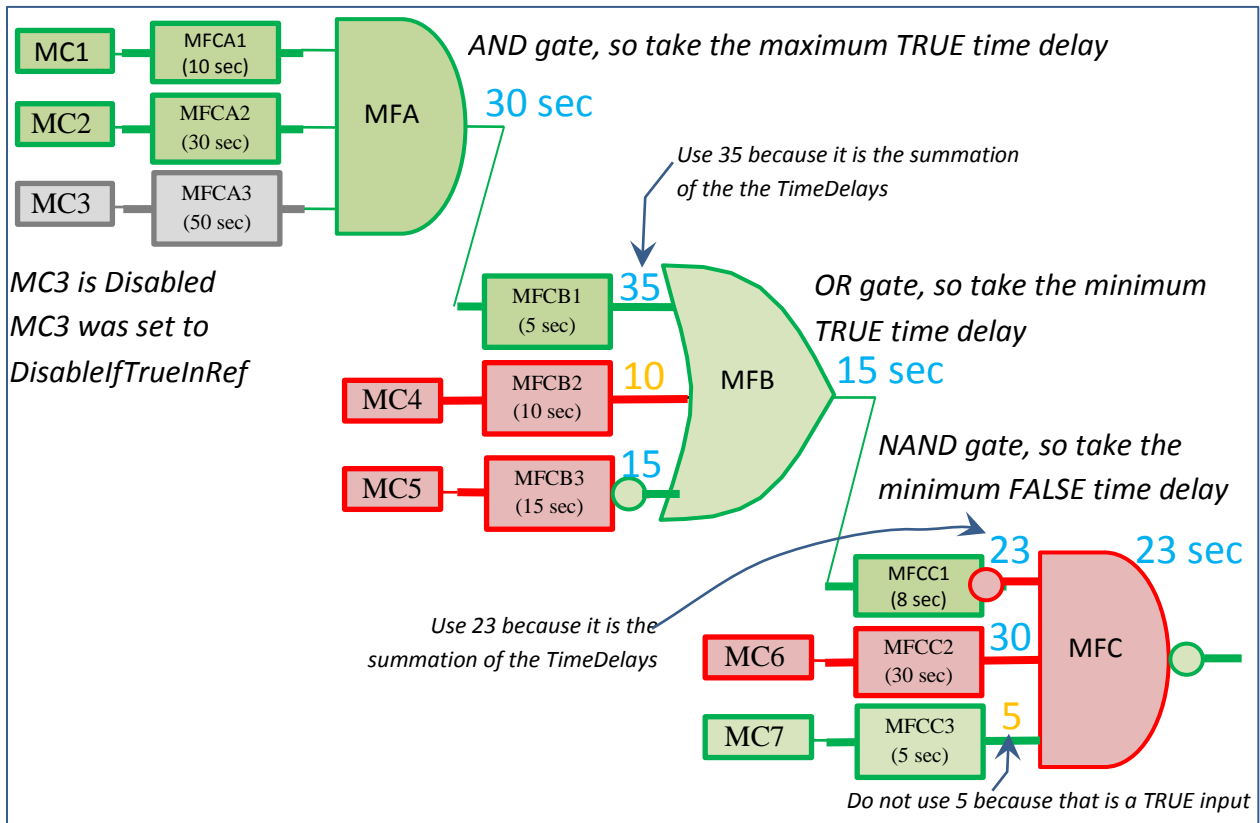 MC1
MFCA1
(10 sec)
MC2
MFCA2
(30 sec)
MC3
MFCA3
(50 sec)
MFA
AND gate, so take the maximum TRUE time delay
30 sec
Use 35 because it is the summation
of the the TimeDelays
MC3 is Disabled
MC3 was set to
DisableIfTrueInRef
MFCB1
(5 sec)
35
MC4
MFCB2
(10 sec)
10
MC5
MFCB3
(15 sec)
15
MFB
OR gate, so take the minimum
TRUE time delay
15 sec
NAND gate, so take the
minimum FALSE time delay
MFCC1
(8 sec)
23
23 sec
Use 23 because it is the
summation of the TimeDelays
MC6
MFCC2
(30 sec)
30
MFC
MC7
MFCC3
(5 sec)
5
Do not use 5 because that is a TRUE input